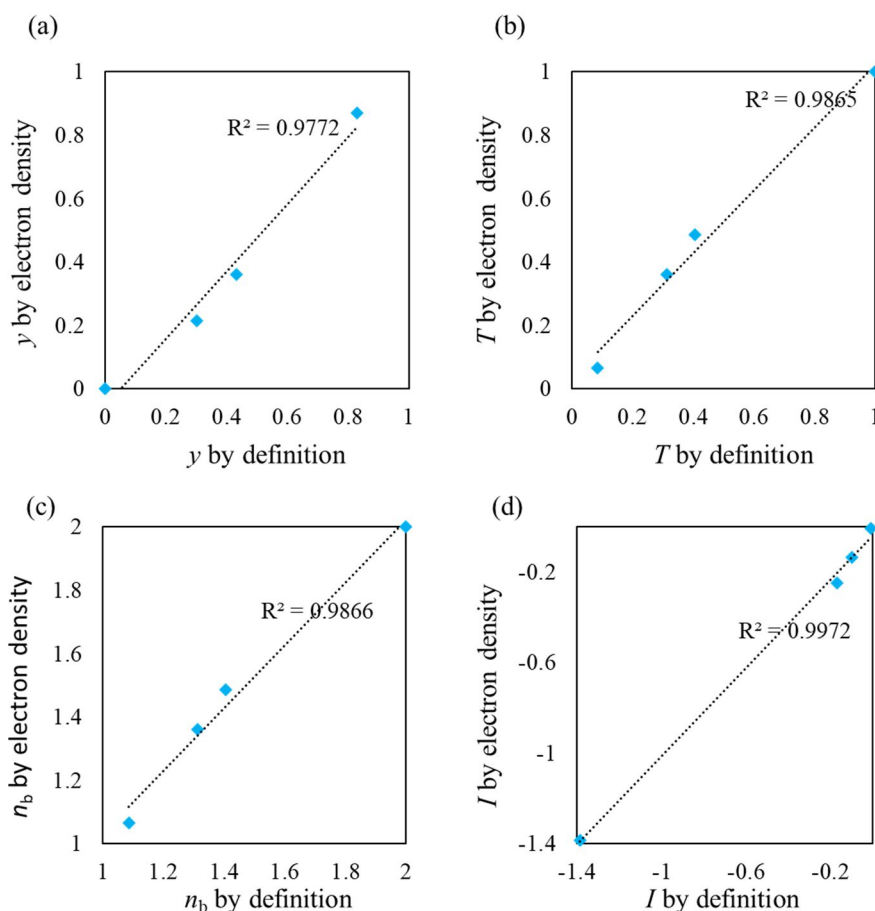 (a)
1
0.8
0.6
0.4
0.2
0
y by electron density
R² = 0.9772
0 0.2 0.4 0.6 0.8 1
y by definition
(b)
1
0.8
0.6
0.4
0.2
0
T by electron density
R² = 0.9865
0 0.2 0.4 0.6 0.8 1
T by definition
(c)
2
1.8
1.6
1.4
1.2
1
n_b by electron density
R² = 0.9866
1 1.2 1.4 1.6 1.8 2
n_b by definition
(d)
-0.2
-0.6
-1
-1.4
I by electron density
R² = 0.9972
-1.4 -1 -0.6 -0.2
I by definition